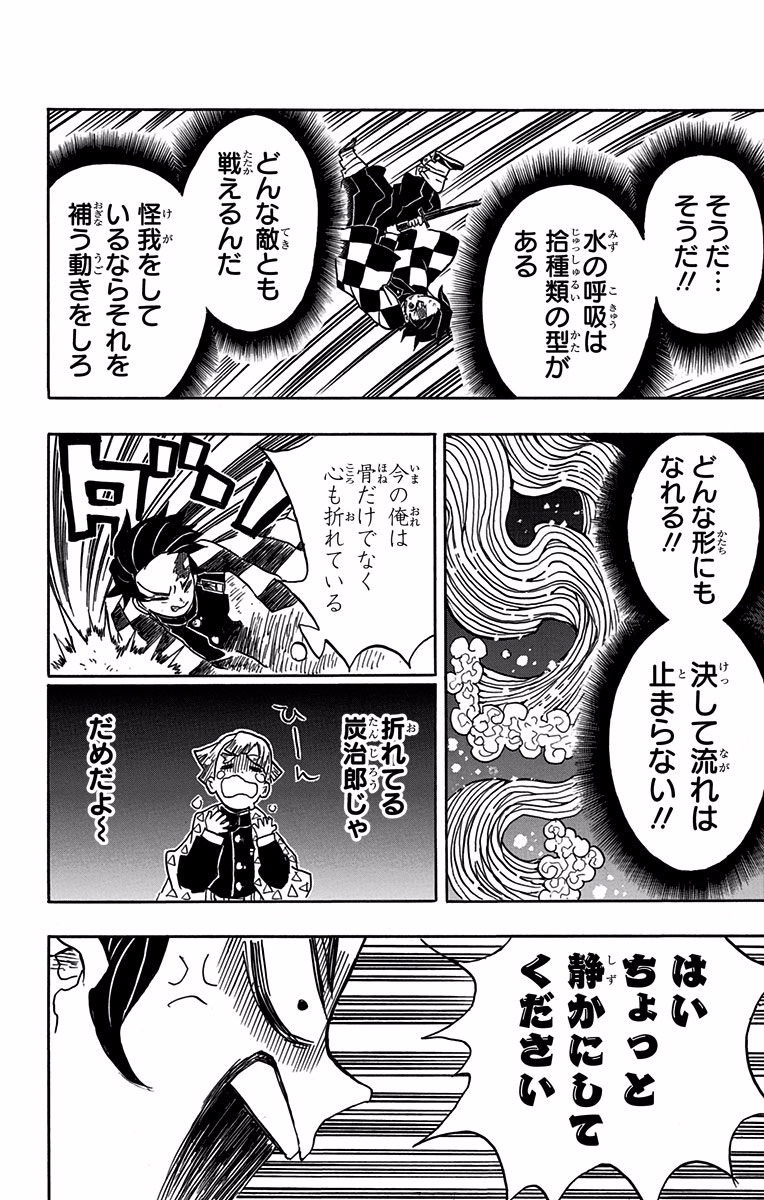 そうだ…
そうだ!!
水の呼吸は
拾種類の型が
ある
どんな敵とも
戦えるんだ
怪我をして
いるならそれを
補う動きをしろ
どんな形にも
なれる!!
決して流れは
止まらない!!
今の俺は
骨だけでなく
心も折れている
ダンッ
ひーん
折れてる
炭治郎じゃ
だめだよ〜
はい
ちょっと
静かにして
ください